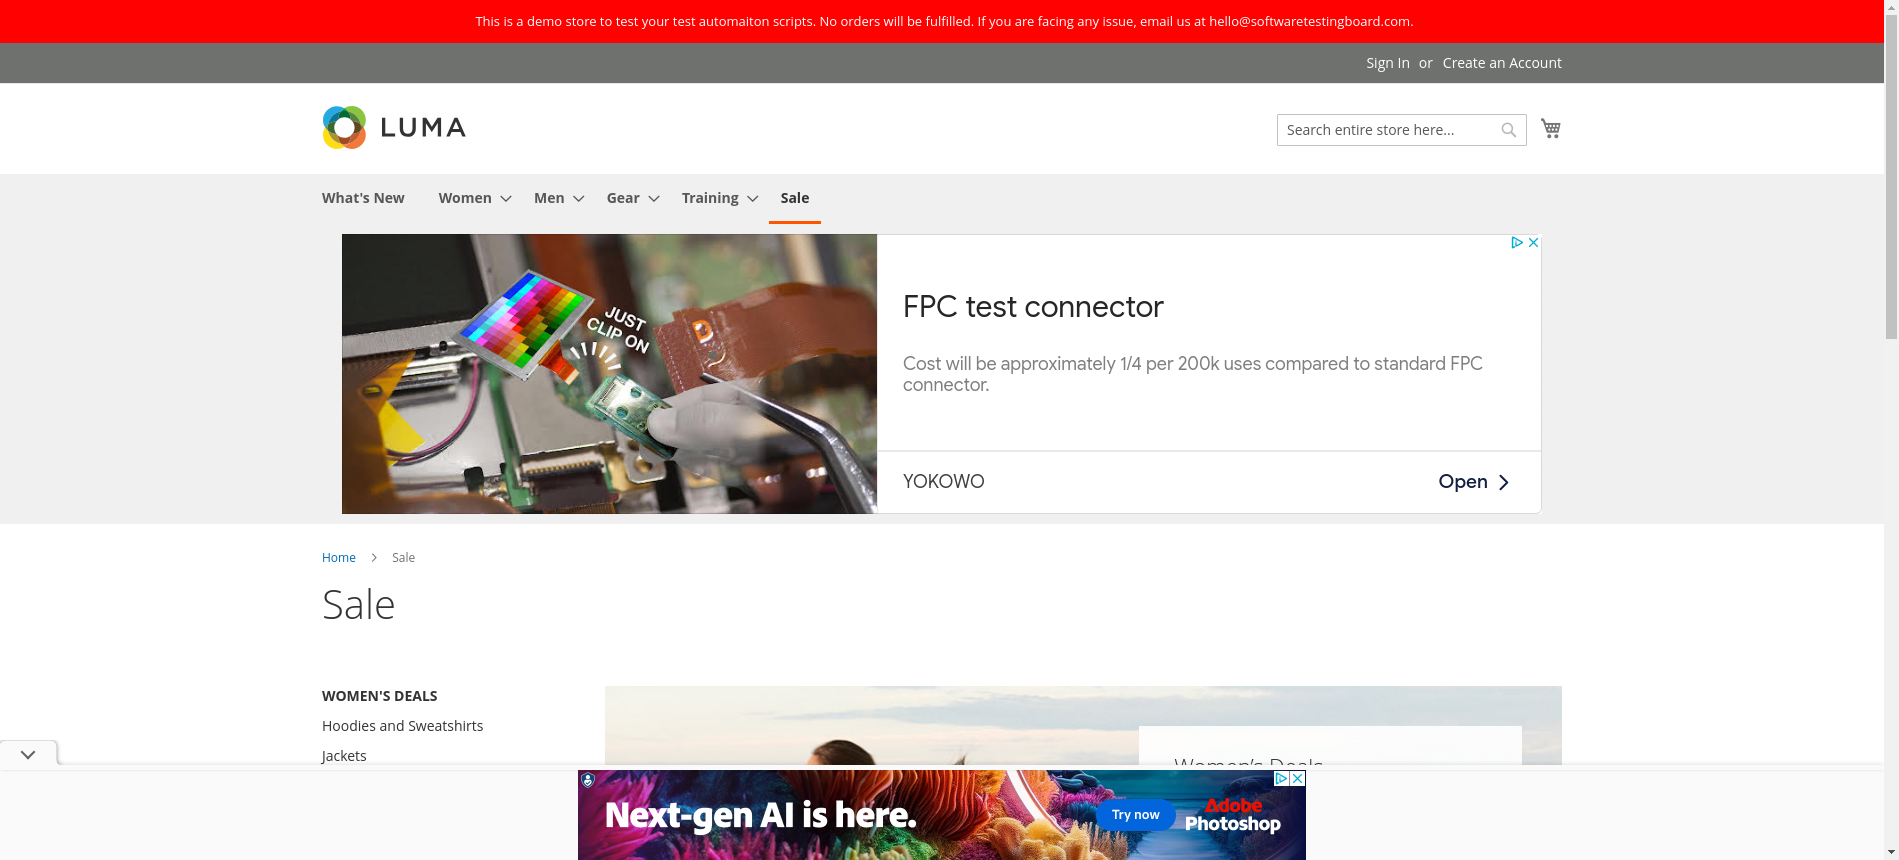 This is a demo store to test your test automaiton scripts. No orders will be fulfilled. If you are facing any issue, email us at hello@softwaretestingboard.com.
Sign In or Create an Account
LUMA
Search entire store here...
What's New Women Men Gear Training Sale
JUST
CLIP ON
FPC test connector
Cost will be approximately 1/4 per 200k uses compared to standard FPC
connector.
YOKOWO
Open
Home Sale
Sale
WOMEN'S DEALS
Hoodies and Sweatshirts
Jackets
Women's Deals
Next-gen AI is here.
Try now
Adobe
Photoshop